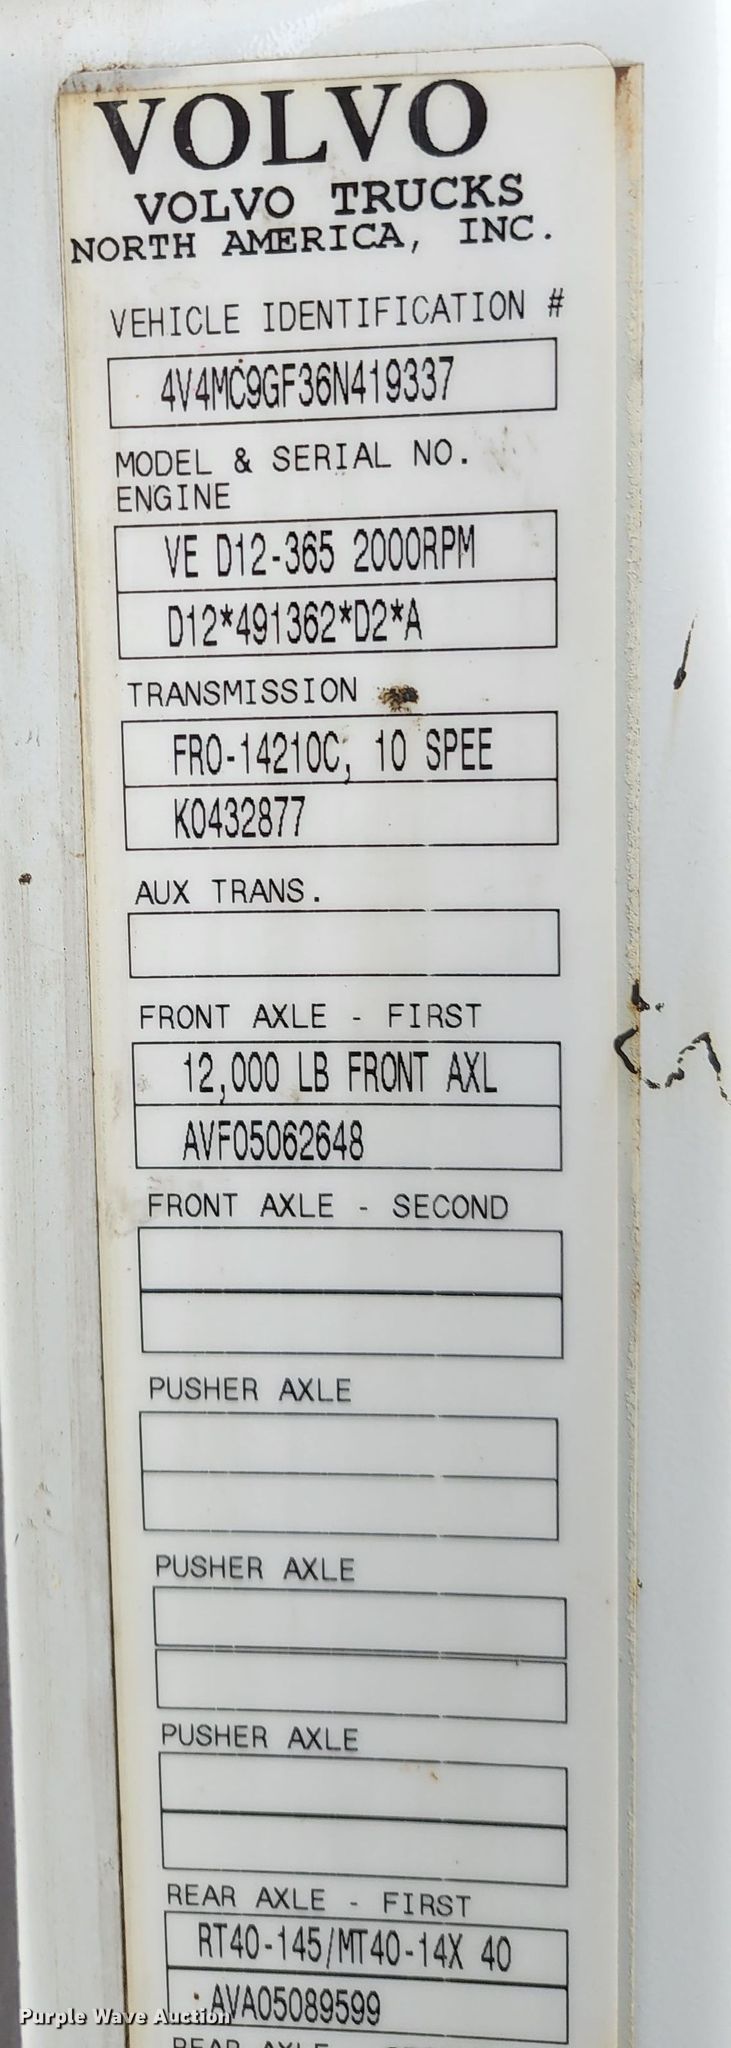 VOLVO
VOLVO TRUCKS
NORTH AMERICA, INC.
VEHICLE IDENTIFICATION #
4V4MC9GF36N419337
MODEL & SERIAL NO.
ENGINE
VE D12-365 2000RPM
D12*491362*D2*A
TRANSMISSION
FRO-14210C, 10 SPEE
K0432877
AUX TRANS.
FRONT AXLE - FIRST
12,000 LB FRONT AXL
AVF05062648
FRONT AXLE - SECOND
PUSHER AXLE
PUSHER AXLE
PUSHER AXLE
REAR AXLE - FIRST
RT40-145/MT40-14X 40
AVA05089599
Purple Wave Auction
REAR AXLE -